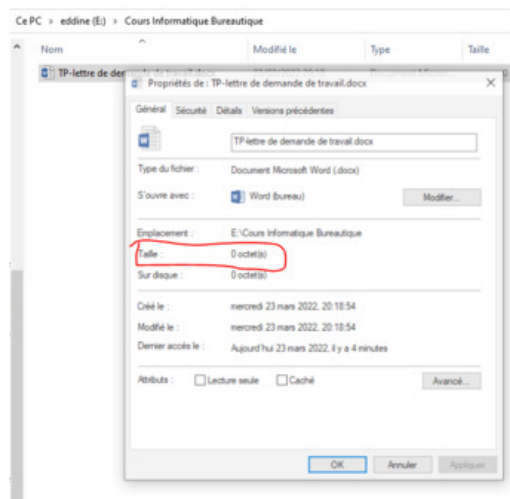 Ce PC > eddine (E:) > Cours Informatique Bureautique
Nom Modifié le Type Taille
TP-lettre de demande de travail.docx
Propriétés de : TP-lettre de demande de travail.docx
Général Sécurité Détails Versions précédentes
TP-lettre de demande de travail.docx
Type du fichier : Document Microsoft Word (.docx)
S'ouvre avec : Word (bureau) Modifier...
Emplacement : E:\Cours Informatique Bureautique
Taille : 0 octet(s)
Sur disque : 0 octet(s)
Créé le : mercredi 23 mars 2022, 20:18:54
Modifié le : mercredi 23 mars 2022, 20:18:54
Dernier accès le : Aujourd'hui 23 mars 2022, il y a 4 minutes
Attributs : Lecture seule Caché Avancé...
OK Annuler Appliquer